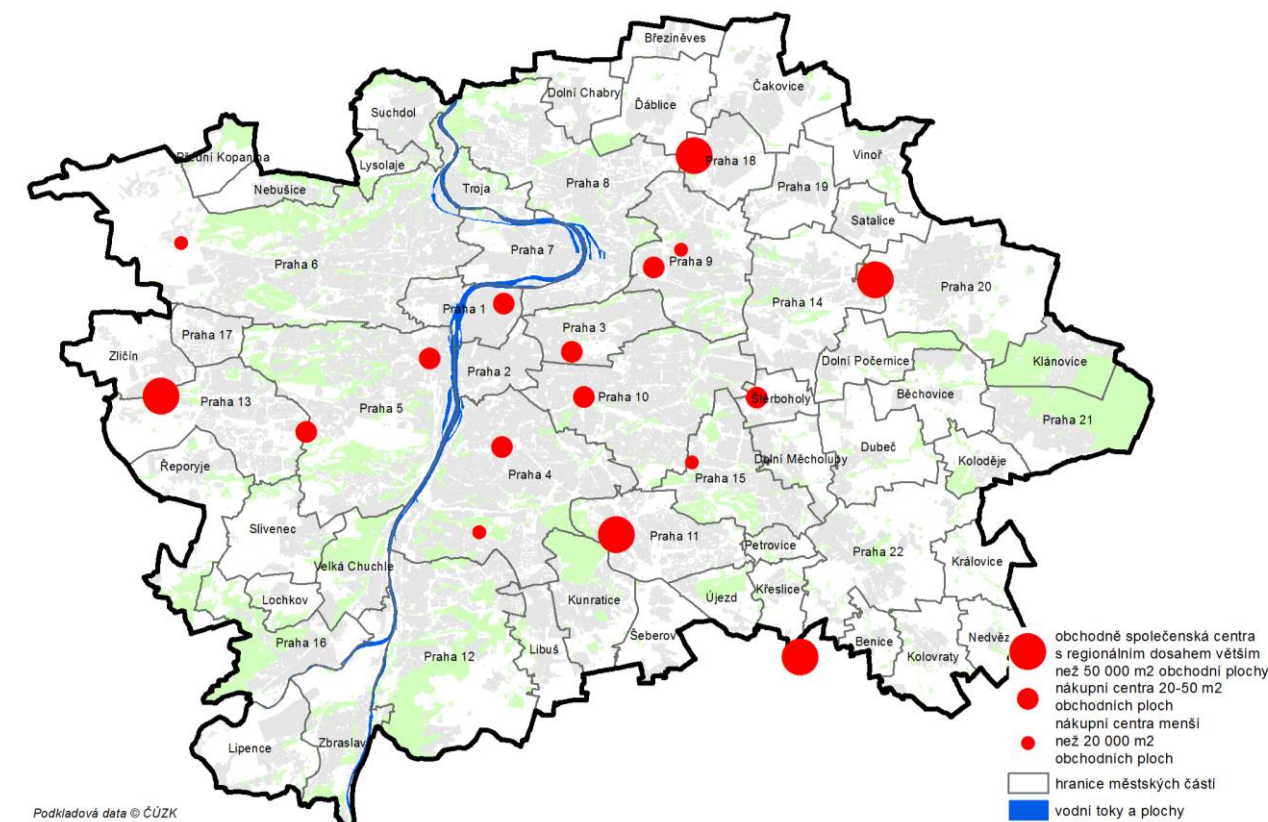 Březiněves
Dolní Chabry
Ďáblice
Čakovice
Suchdol
Přední Kopanina
Lysolaje
Nebušice
Praha 8
Praha 18
Vinoř
Troja
Praha 19
Satalice
Praha 7
Praha 6
Praha 9
Praha 20
Praha 14
Praha 1
Praha 3
Praha 17
Zličín
Dolní Počernice
Klánovice
Praha 2
Praha 13
Praha 5
Praha 10
Štěrboholy
Běchovice
Praha 21
Řeporyje
Praha 4
Praha 15
Dolní Měcholupy
Dubeč
Koloděje
Slivenec
Praha 11
Petrovice
Praha 22
Královice
Velká Chuchle
Lochkov
Kunratice
Újezd
Křeslice
Praha 16
Praha 12
Libuš
Šeberov
Benice
Kolovraty
Nedvěz
Lipence
Zbraslav
obchodně společenská centra
s regionálním dosahem větším
než 50 000 m2 obchodní plochy
nákupní centra 20-50 m2
obchodních ploch
nákupní centra menší
než 20 000 m2
obchodních ploch
hranice městských částí
vodní toky a plochy
Podkladová data © ČÚZK